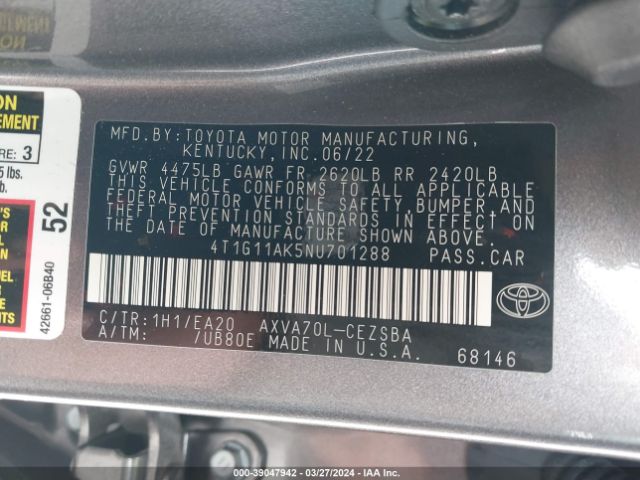 MFD.BY:TOYOTA MOTOR MANUFACTURING,
KENTUCKY,INC.06/22
GVWR 4475LB GAWR FR 2620LB RR 2420LB
THIS VEHICLE CONFORMS TO ALL APPLICABLE
FEDERAL MOTOR VEHICLE SAFETY, BUMPER AND
THEFT PREVENTION STANDARDS IN EFFECT ON
THE DATE OF MANUFACTURE SHOWN ABOVE.
4T1G11AK5NU701288 PASS.CAR
C/TR:1H1/EA20 AXVA70L-CEZSBA
A/TM: /UB80E MADE IN U.S.A.
68146
ON
EMENT
RE: 3
5 lbs.
b.
52
42661-06B40
000-39047942 / 03/27/2024 - IAA Inc.